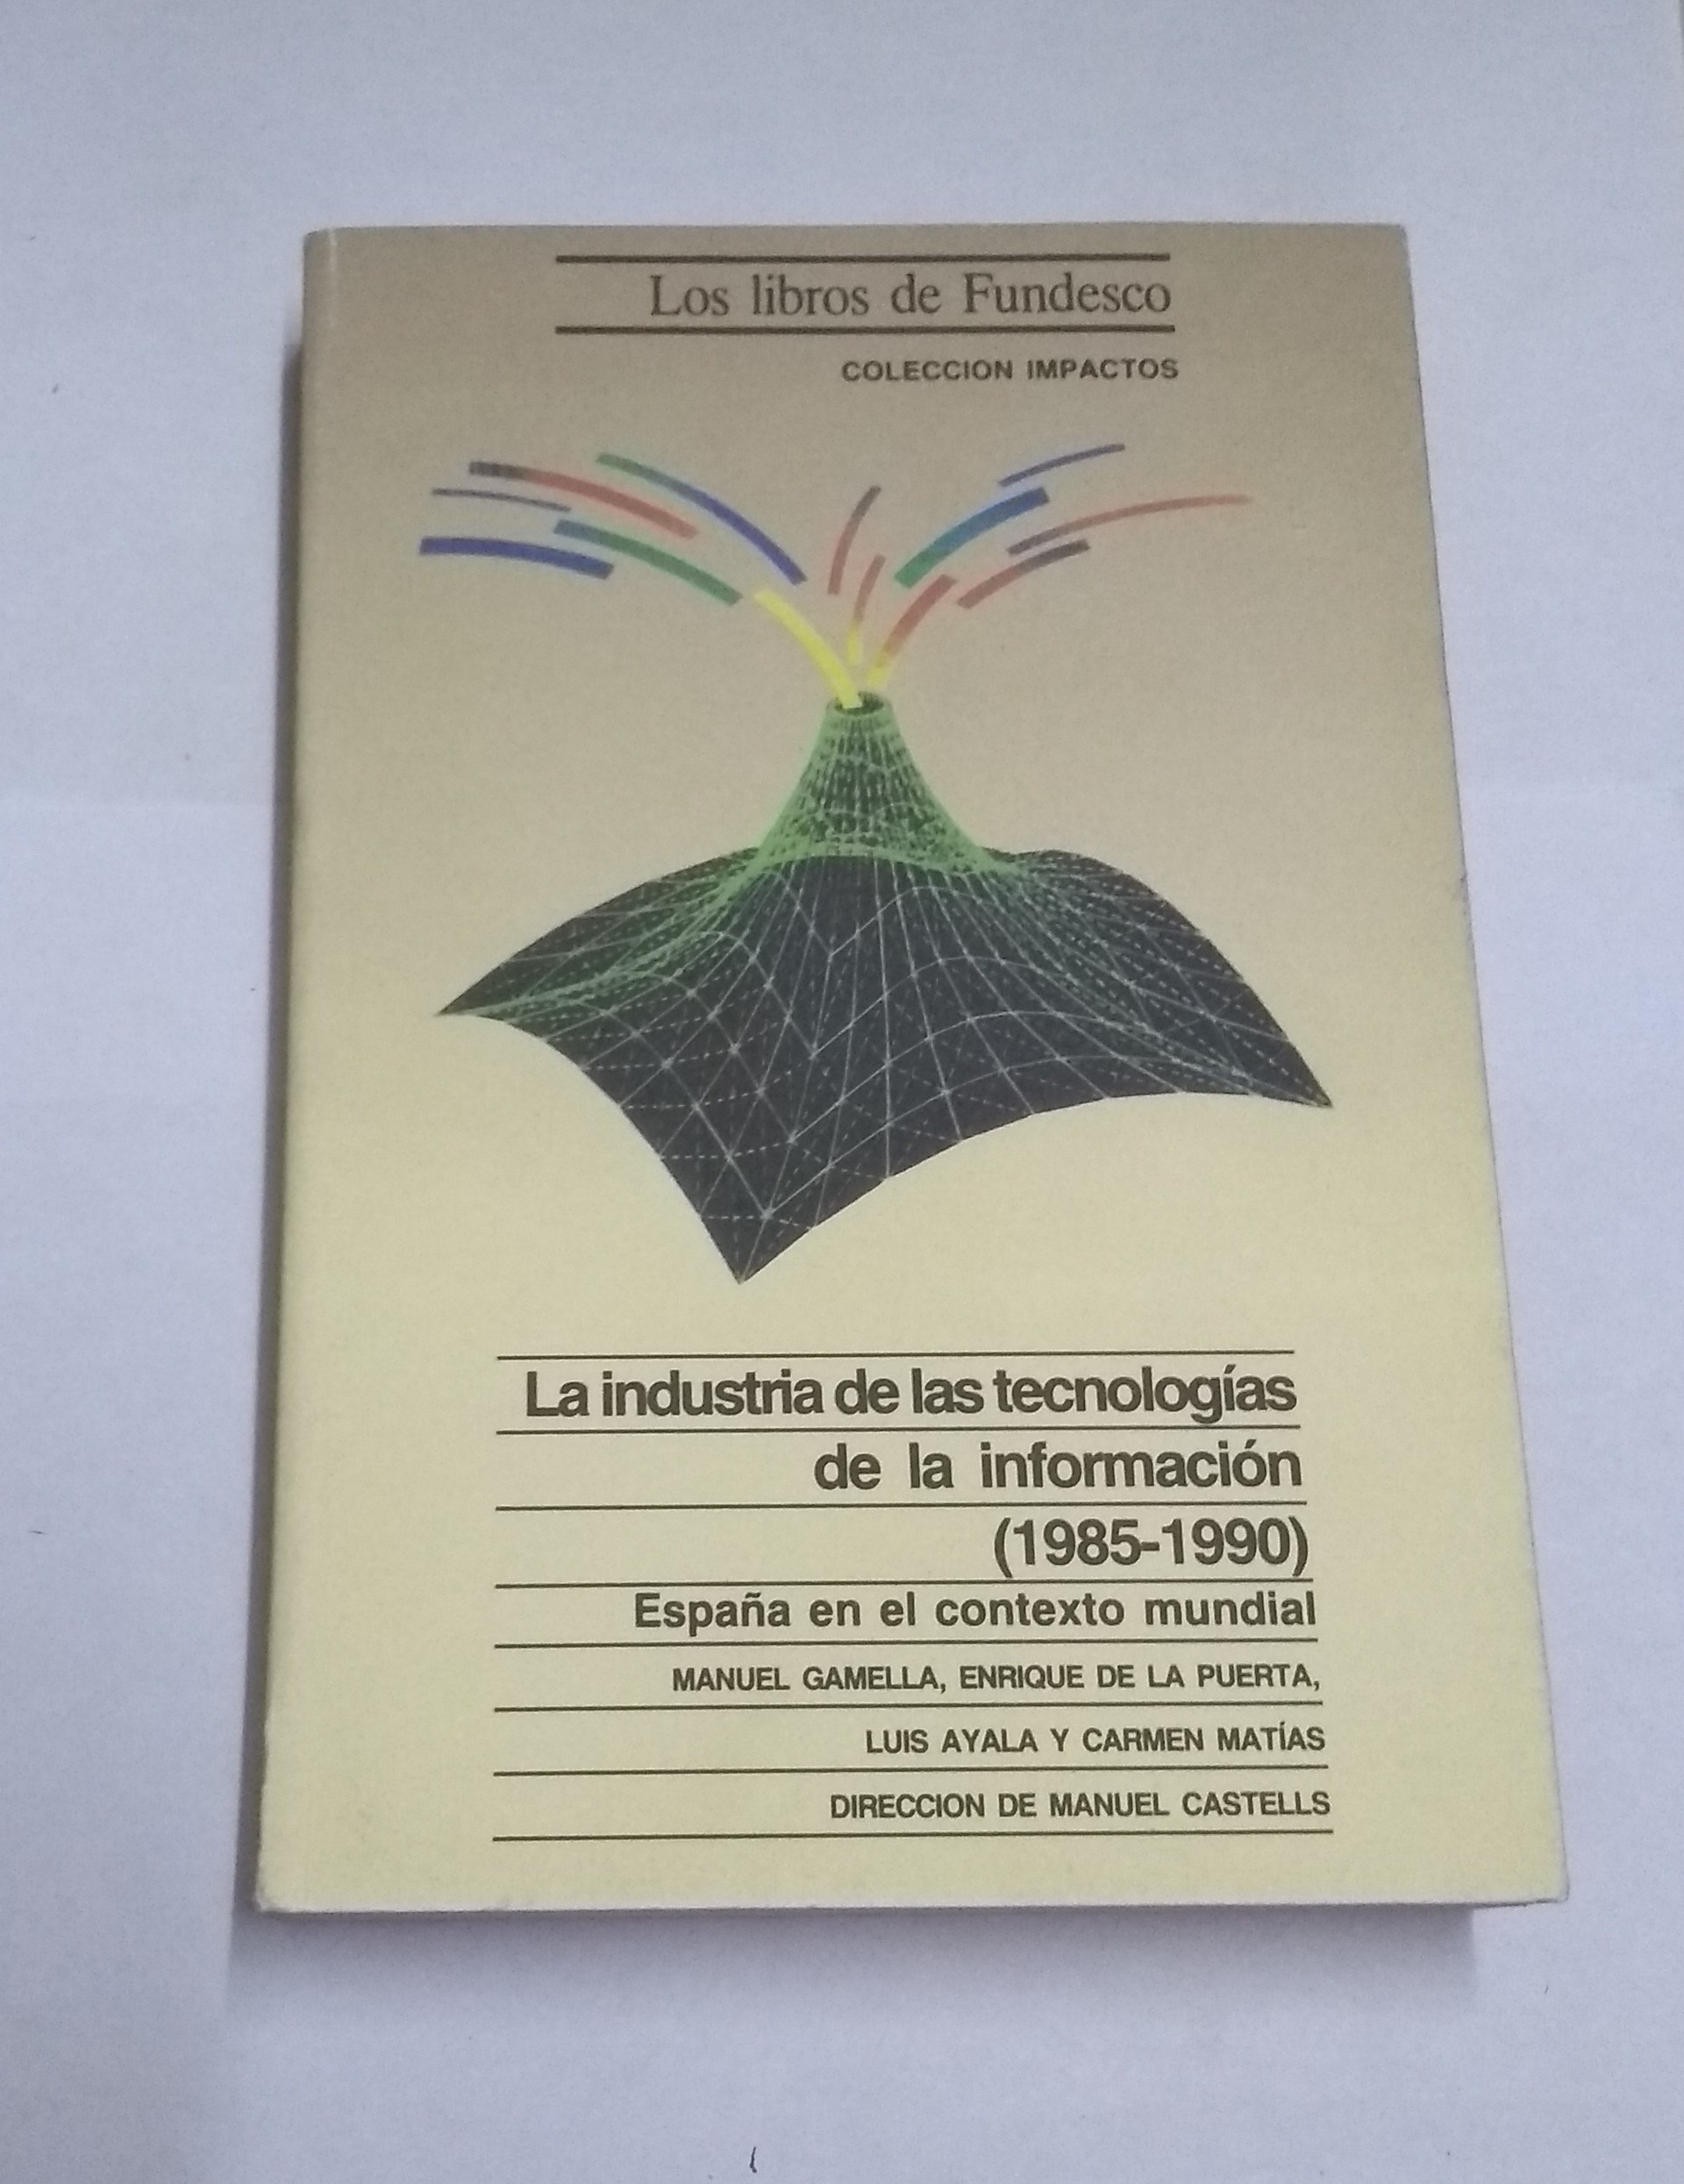 Los libros de Fundesco
COLECCION IMPACTOS
La industria de las tecnologías
de la información
(1985-1990)
España en el contexto mundial
MANUEL GAMELLA, ENRIQUE DE LA PUERTA,
LUIS AYALA Y CARMEN MATÍAS
DIRECCION DE MANUEL CASTELLS